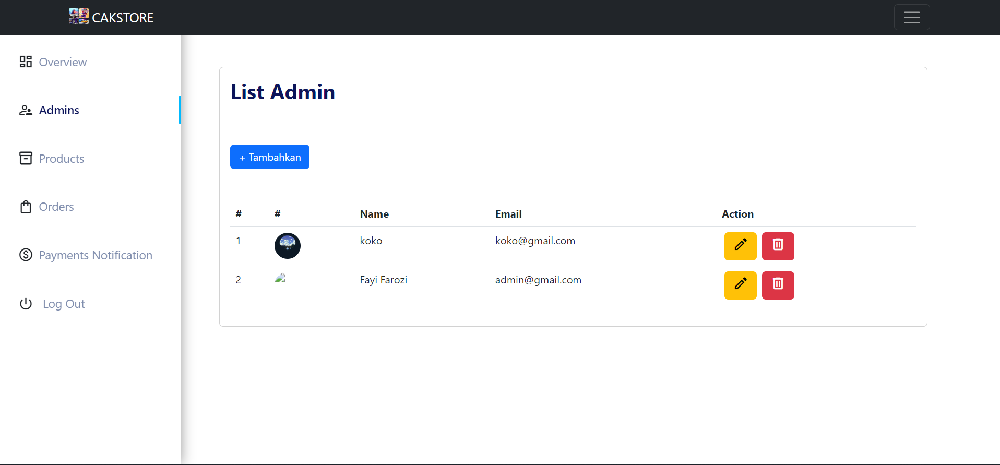 CAKSTORE
Overview
Admins
Products
Orders
Payments Notification
Log Out
List Admin
+ Tambahkan
# # Name Email Action
1 koko koko@gmail.com
2 Fayi Farozi admin@gmail.com